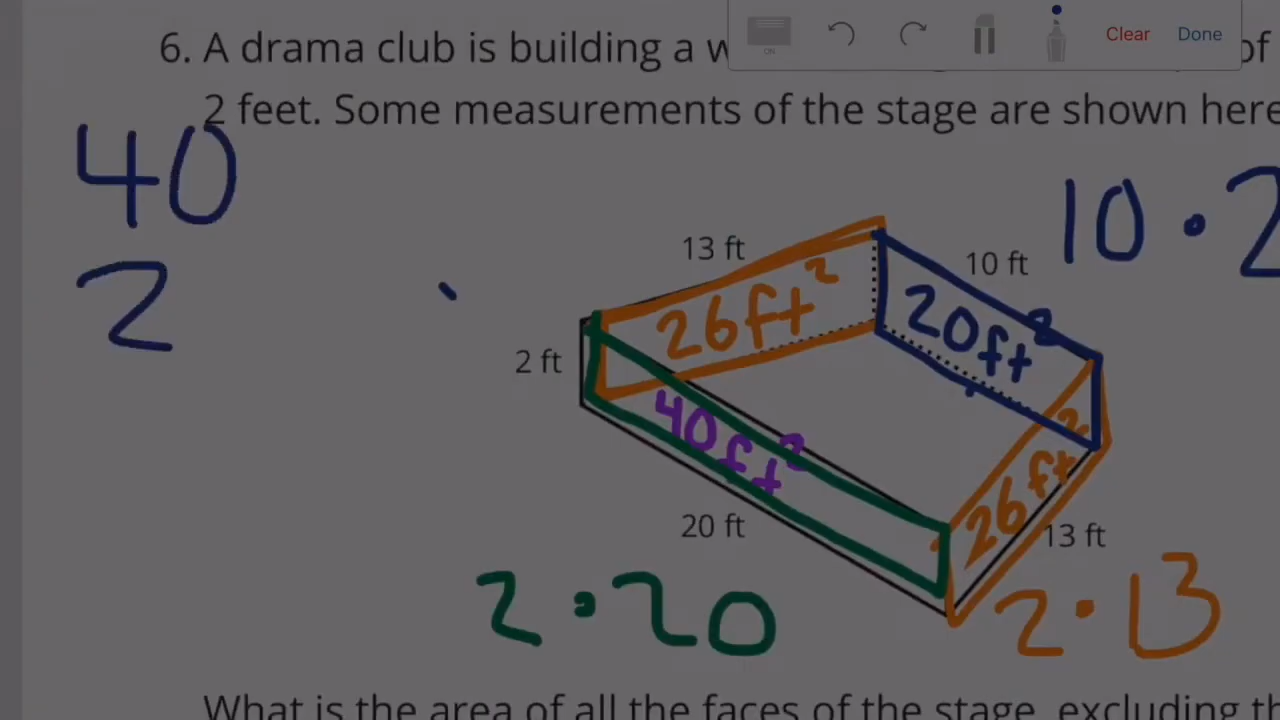 ON
Clear
Done
6. A drama club is building a of
2 feet. Some measurements of the stage are shown here
40
2
10 • 2
13 ft
10 ft
26ft²
20ft²
2 ft
40ft²
26ft²
20 ft
13 ft
2 • 20
2 • 13
What is the area of all the faces of the stage, excluding